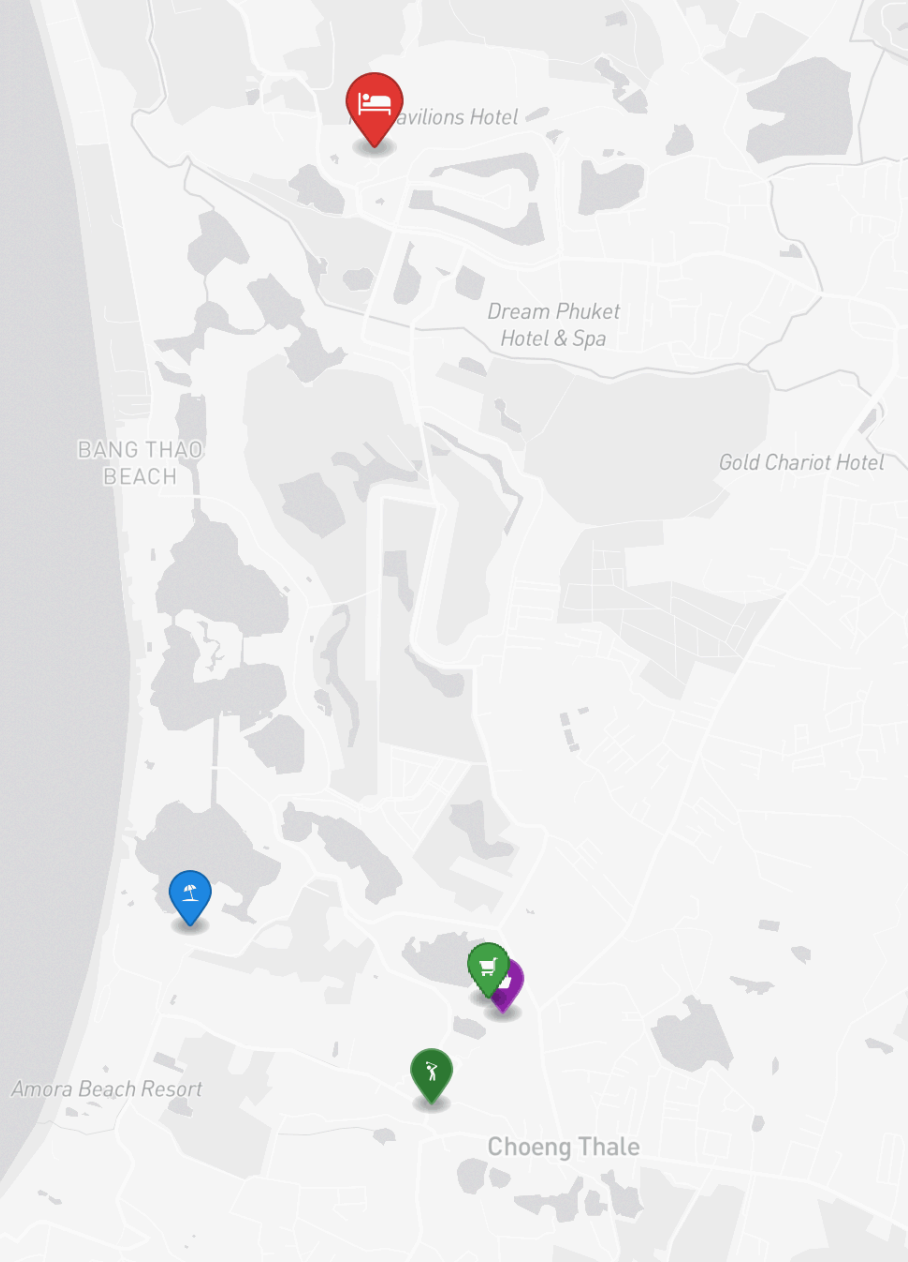 avilions Hotel
Dream Phuket
Hotel & Spa
BANG THAO
BEACH
Gold Chariot Hotel
Amora Beach Resort
Choeng Thale